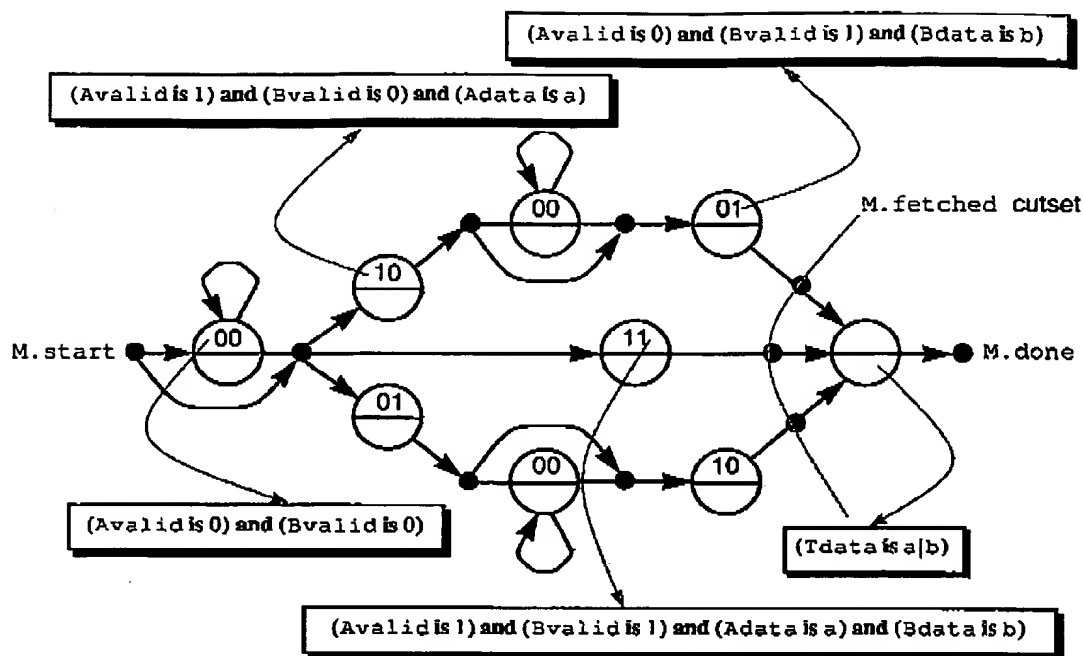 (Avalid is 0) and (Bvalid is 1) and (Bdata is b)
(Avalid is 1) and (Bvalid is 0) and (Adata is a)
00
01
M.fetched cutset
10
00
11
M.start
M.done
01
00
10
(Avalid is 0) and (Bvalid is 0)
(Tdata is a|b)
(Avalid is 1) and (Bvalid is 1) and (Adata is a) and (Bdata is b)